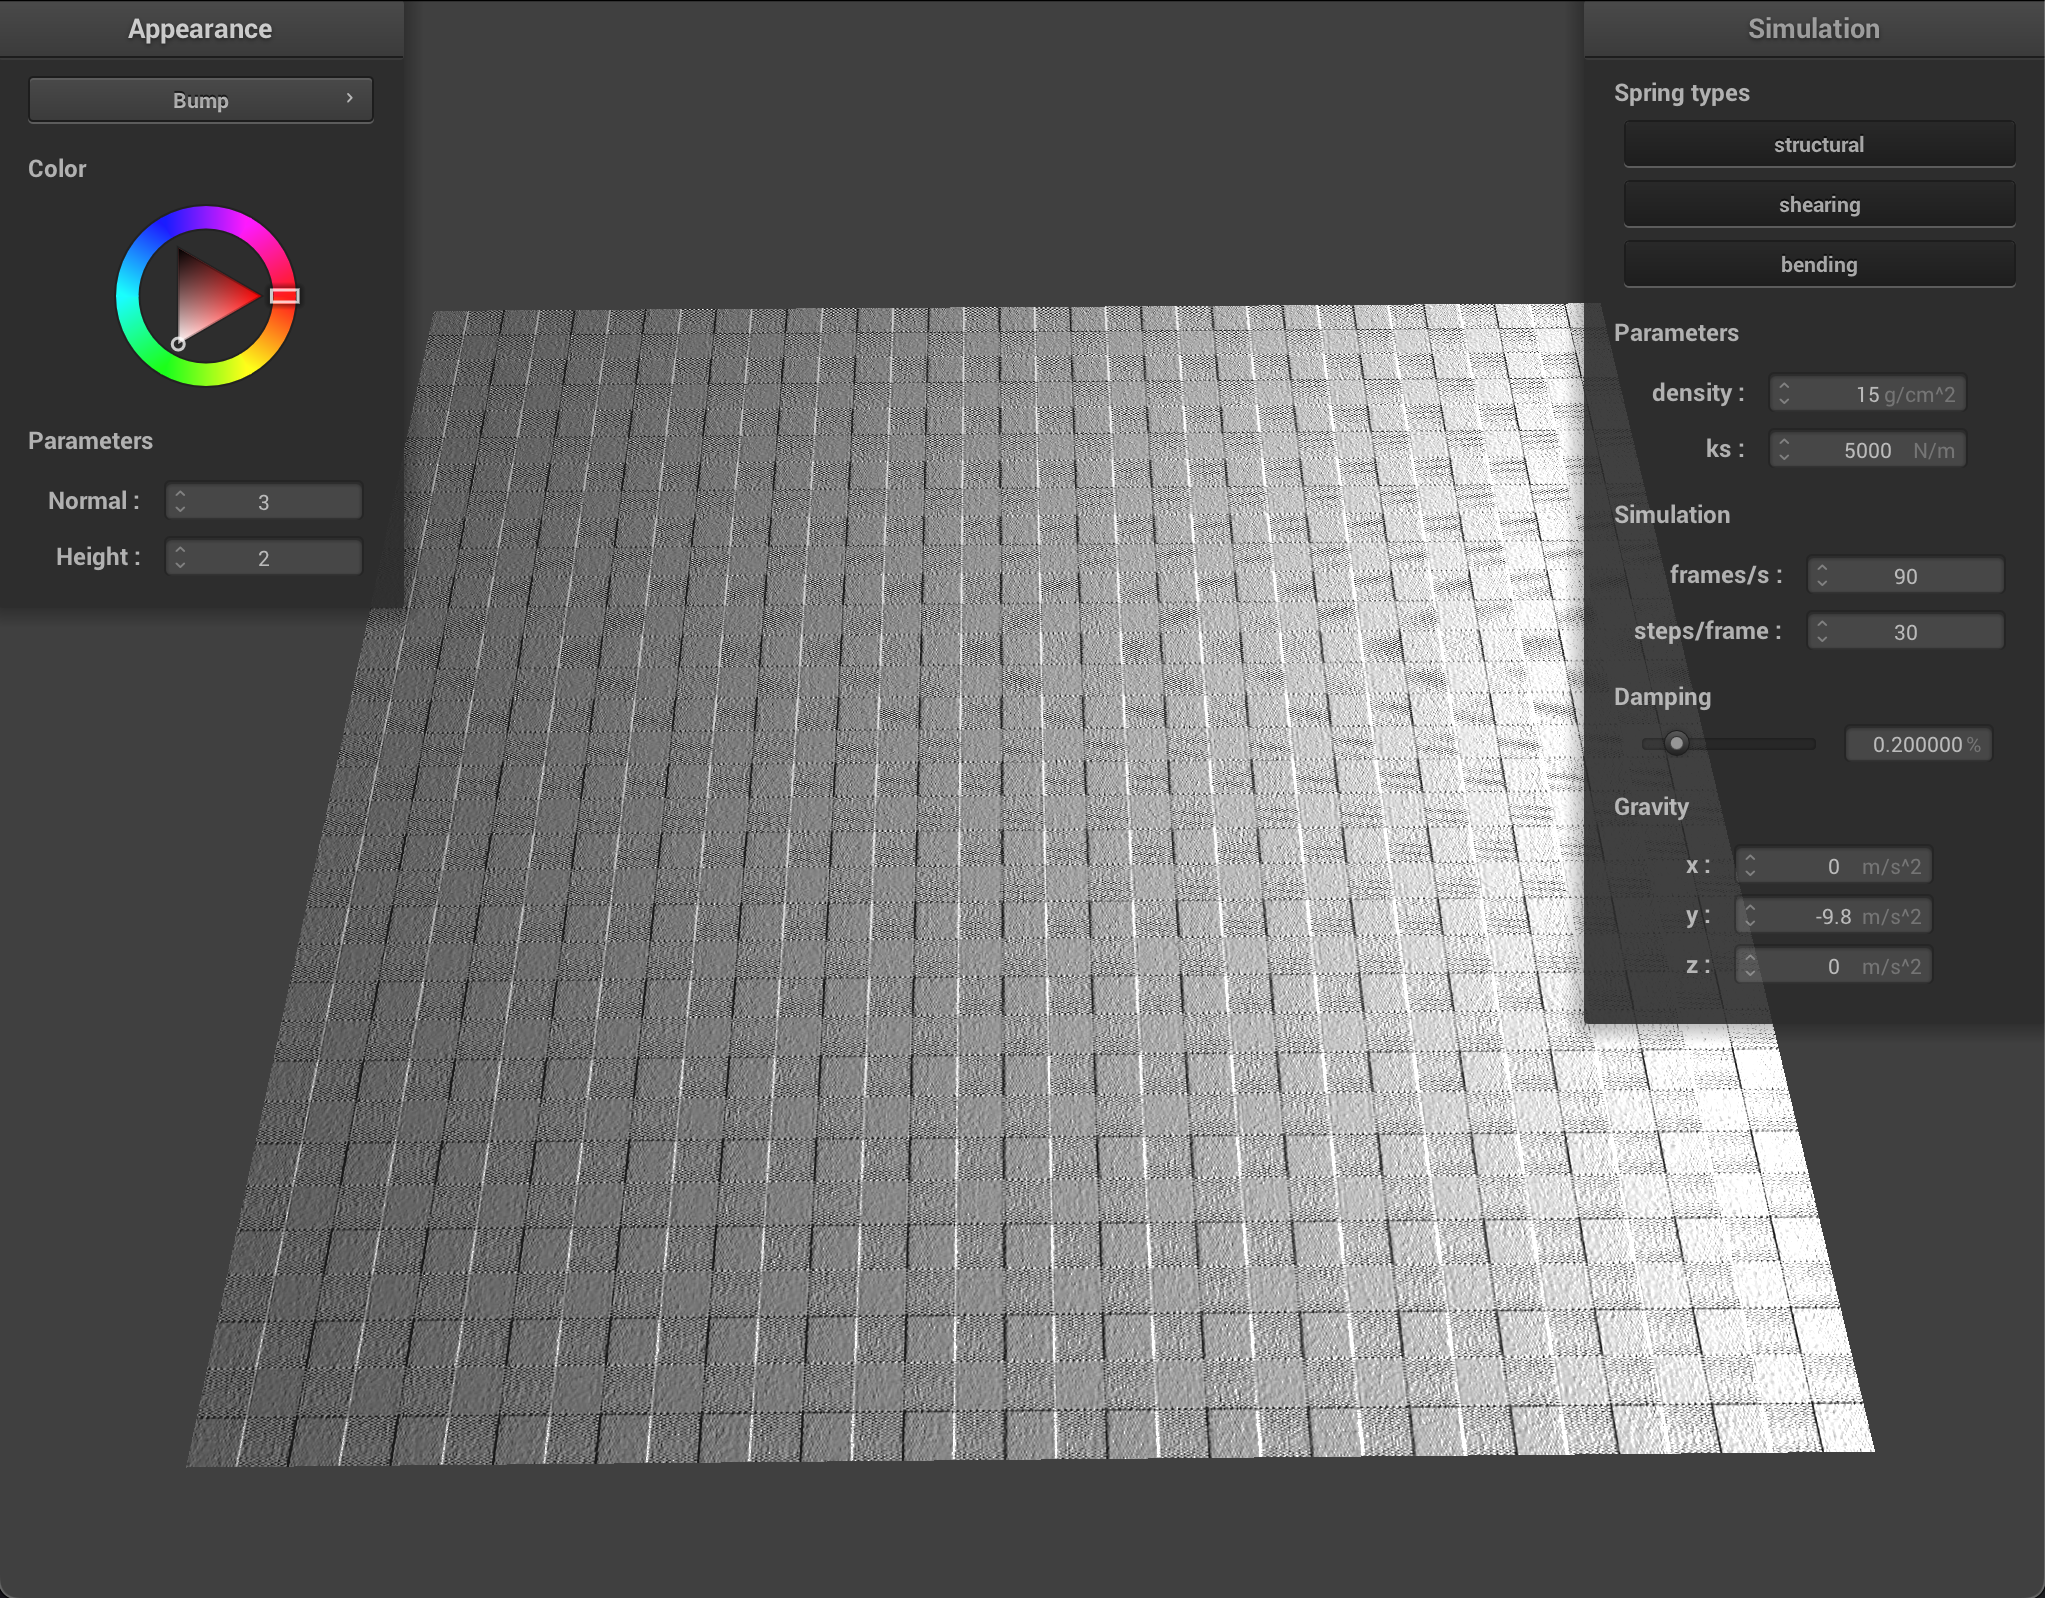 Appearance
Bump
Color
Parameters
Normal : 3
Height : 2
Simulation
Spring types
structural
shearing
bending
Parameters
density : 15 g/cm^2
ks : 5000 N/m
Simulation
frames/s : 90
steps/frame : 30
Damping
0.200000 %
Gravity
x : 0 m/s^2
y : -9.8 m/s^2
z : 0 m/s^2